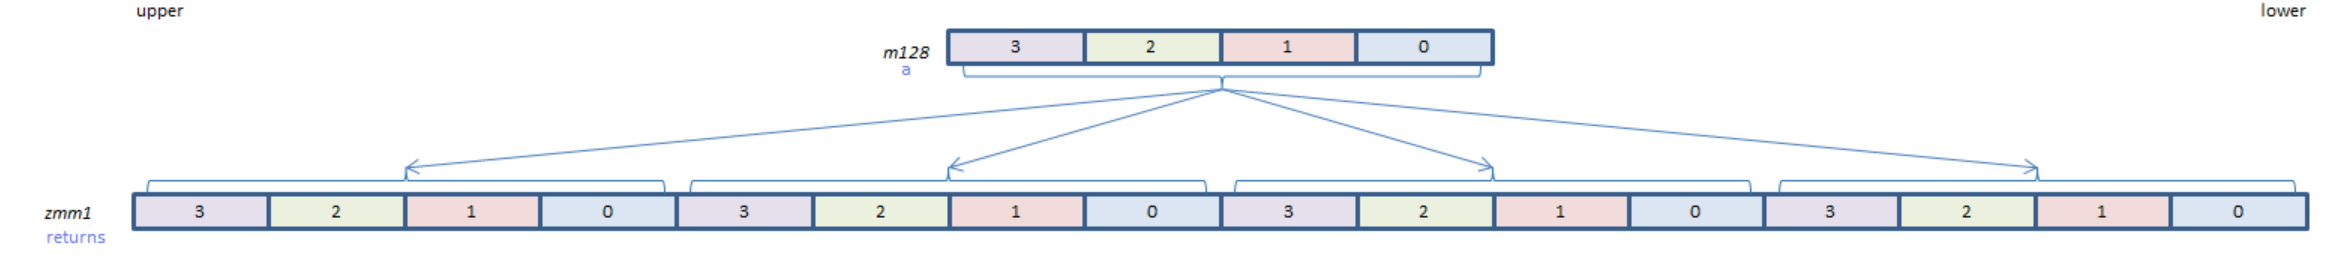 upper lower
m128 3 2 1 0
a
zmm1 3 2 1 0 3 2 1 0 3 2 1 0 3 2 1 0
returns